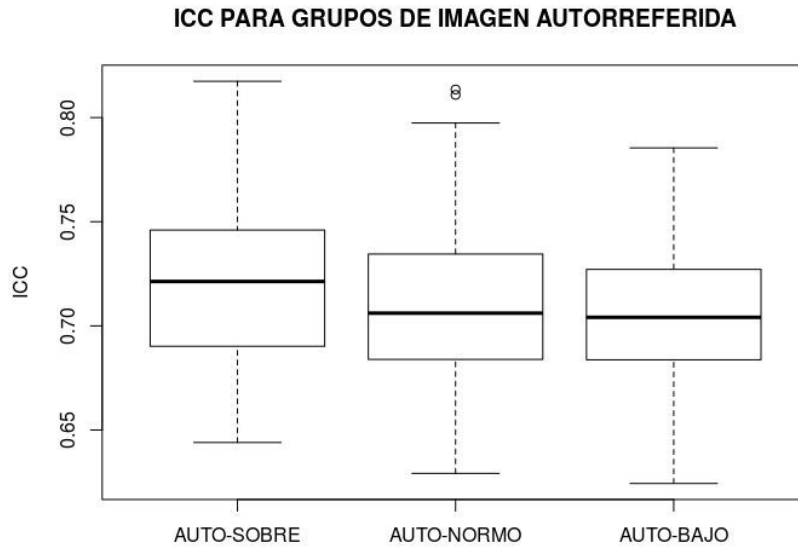 ICC PARA GRUPOS DE IMAGEN AUTORREFERIDA
0.80
0.75
0.70
0.65
ICC
AUTO-SOBRE AUTO-NORMO AUTO-BAJO